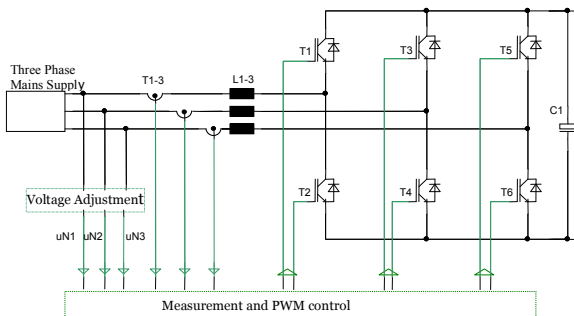 Three Phase
Mains Supply
T1-3
L1-3
T1
T3
T5
C1
T2
T4
T6
Voltage Adjustment
uN1
uN2
uN3
Measurement and PWM control